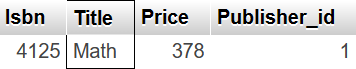 Isbn Title Price Publisher_id
4125 Math 378 1